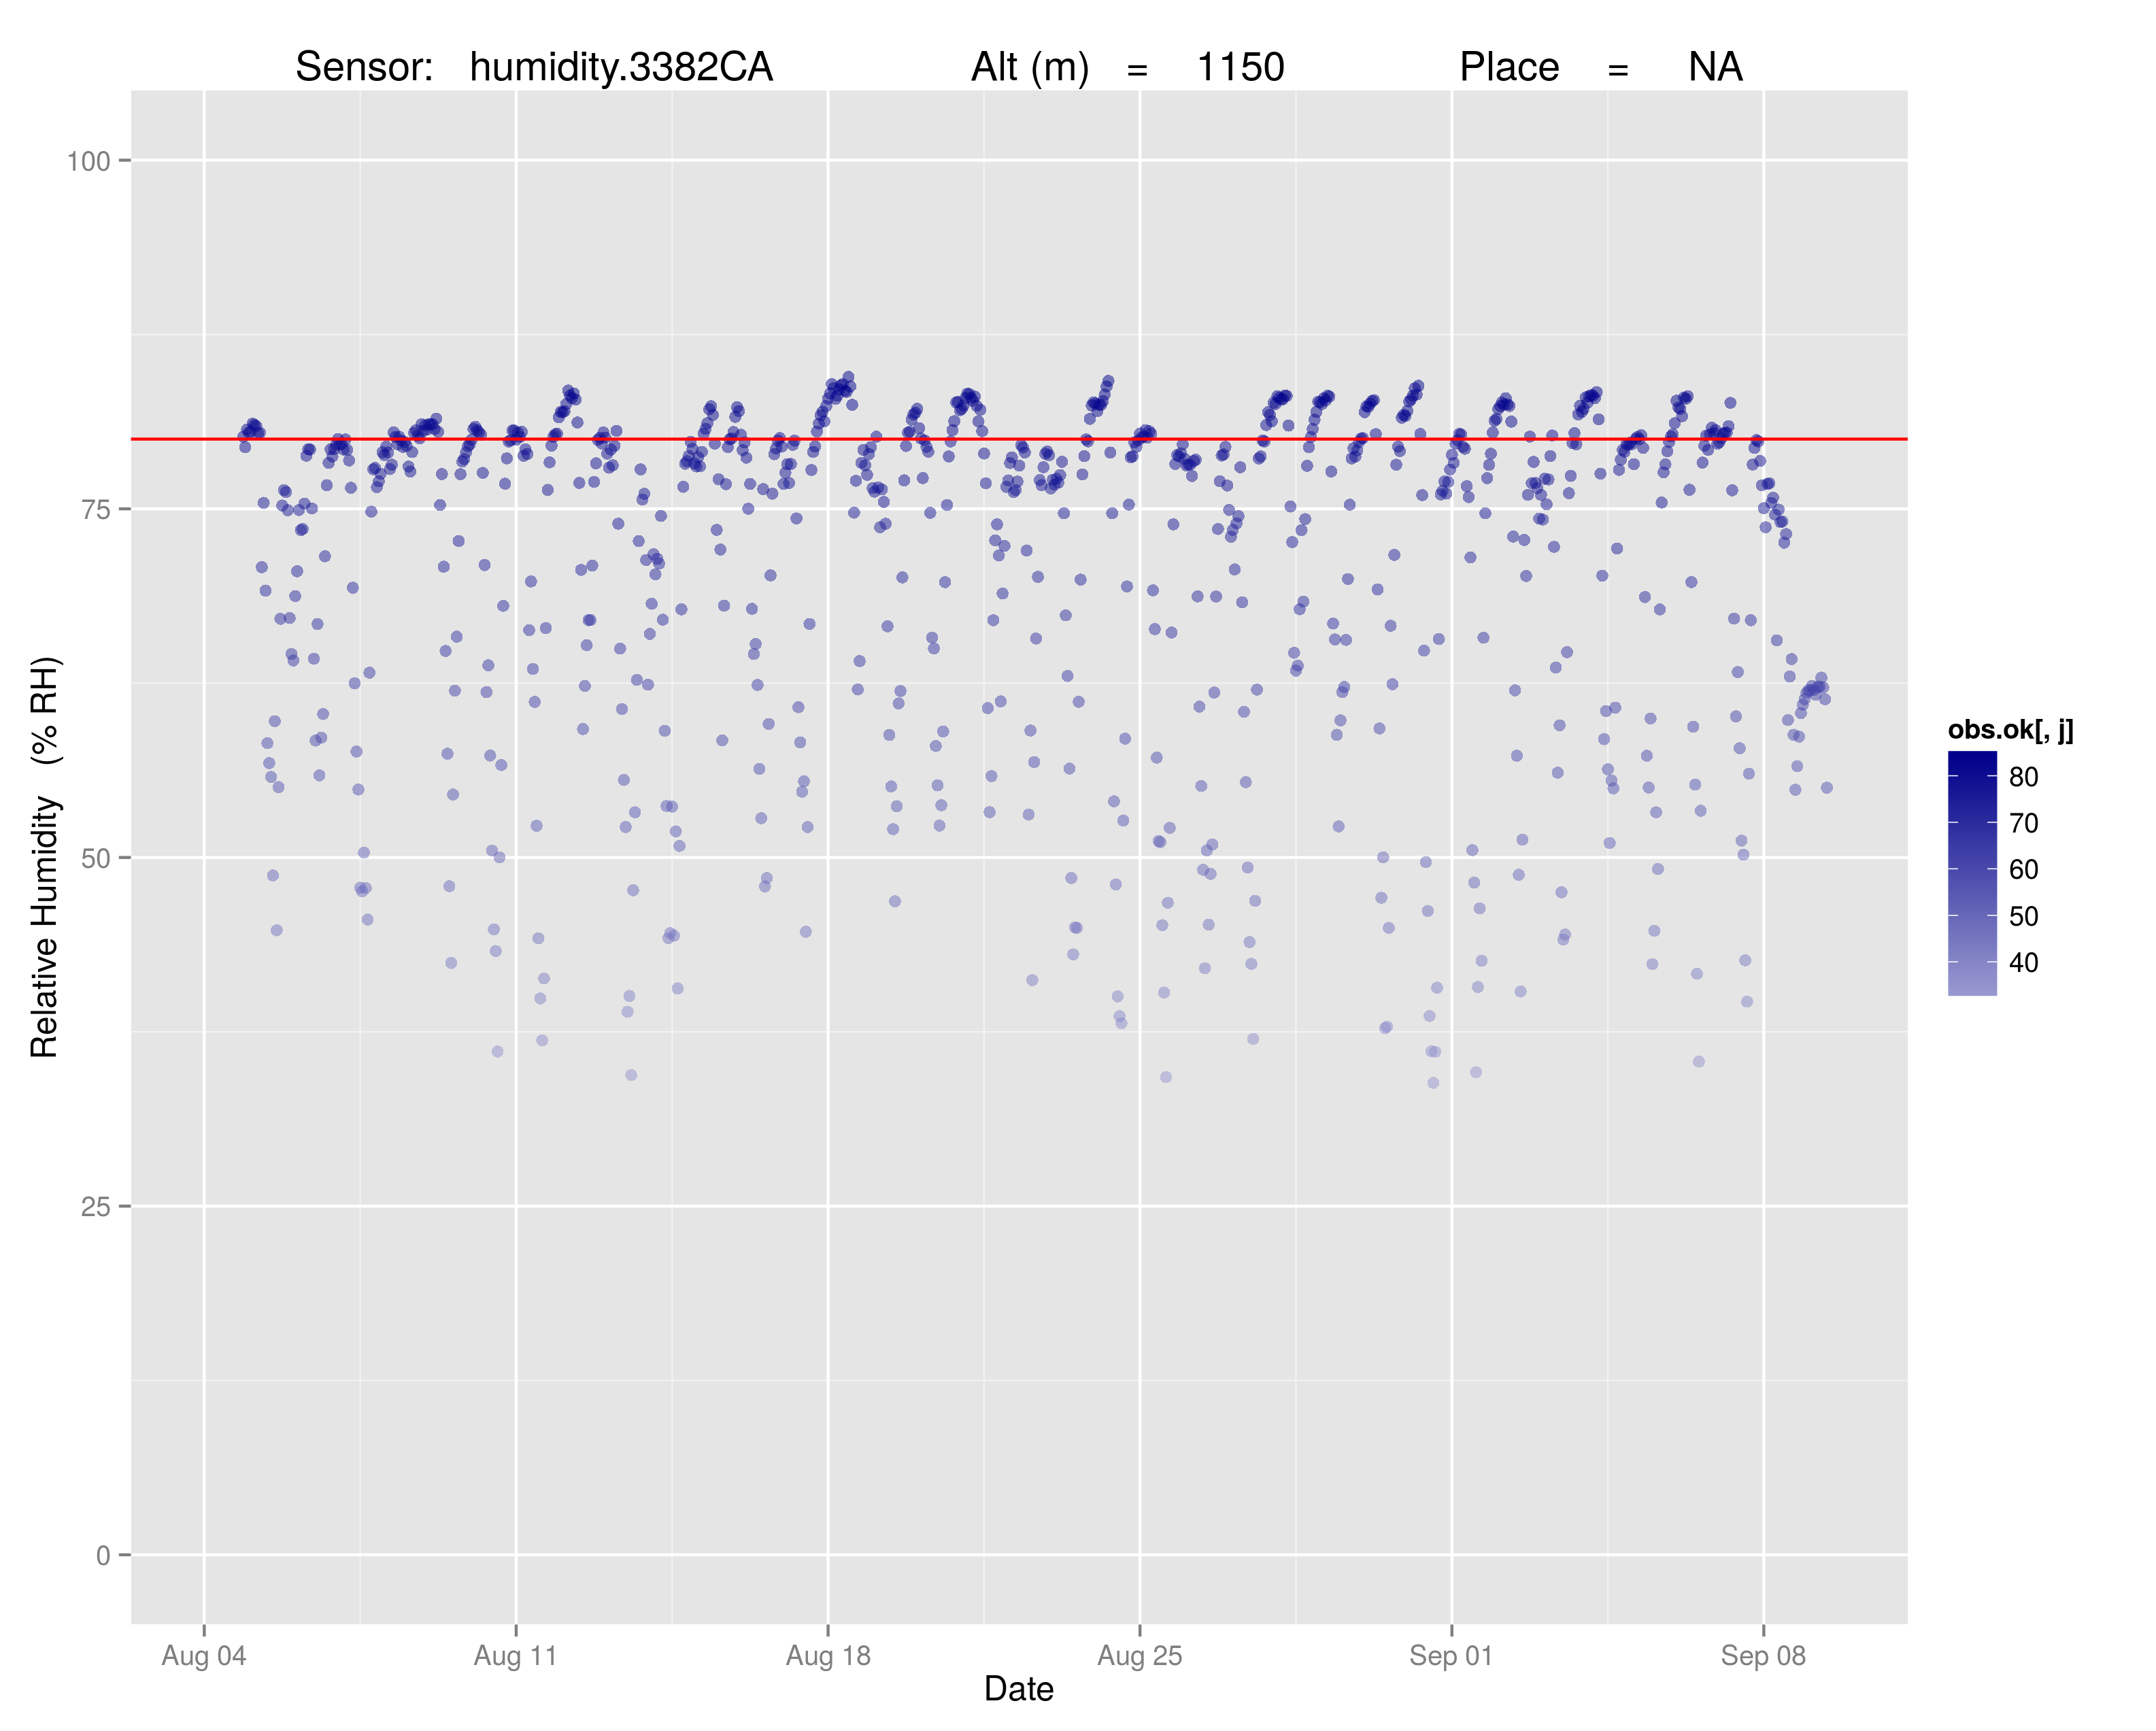 Sensor: humidity.3382CA Alt (m) = 1150 Place = NA
100
75
50
25
0
Relative Humidity (% RH)
Aug 04 Aug 11 Aug 18 Aug 25 Sep 01 Sep 08
Date
obs.ok[, j]
80
70
60
50
40